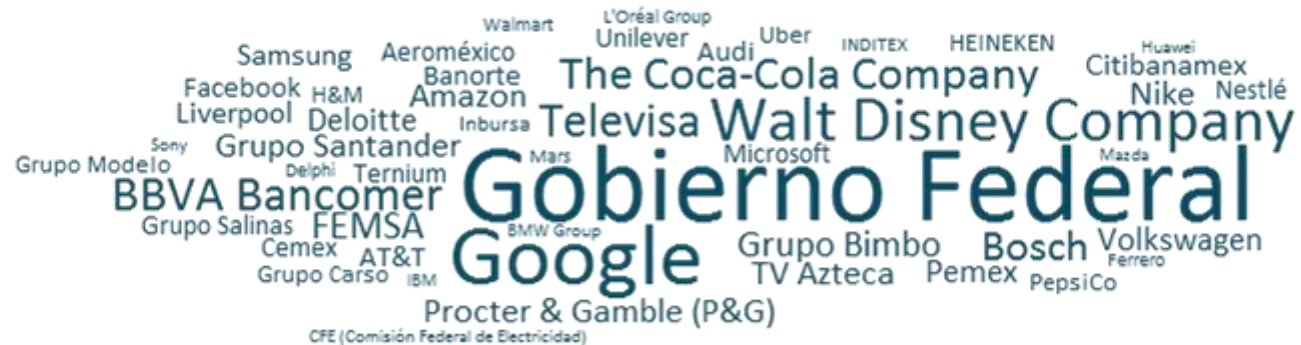 L'Oréal Group
Walmart
Unilever
Uber
Samsung
Aeroméxico
Audi
INDITEX
HEINEKEN
Huawei
Banorte
The Coca-Cola Company
Citibanamex
Facebook
H&M
Amazon
Nike
Nestlé
Liverpool
Deloitte
Inbursa
Televisa
Walt Disney Company
Sony
Grupo Santander
Mars
Microsoft
Mazda
Grupo Modelo
Delphi
Ternium
BBVA Bancomer
Gobierno Federal
Grupo Salinas
FEMSA
BMW Group
Cemex
AT&T
Google
Grupo Bimbo
Bosch
Volkswagen
Ferrero
Grupo Carso
IBM
TV Azteca
Pemex
PepsiCo
Procter & Gamble (P&G)
CFE (Comisión Federal de Electricidad)